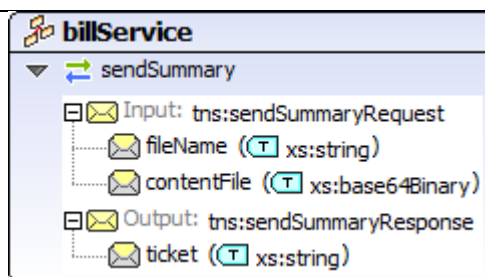 billService
sendSummary
Input: tns:sendSummaryRequest
fileName (T xs:string)
contentFile (T xs:base64Binary)
Output: tns:sendSummaryResponse
ticket (T xs:string)